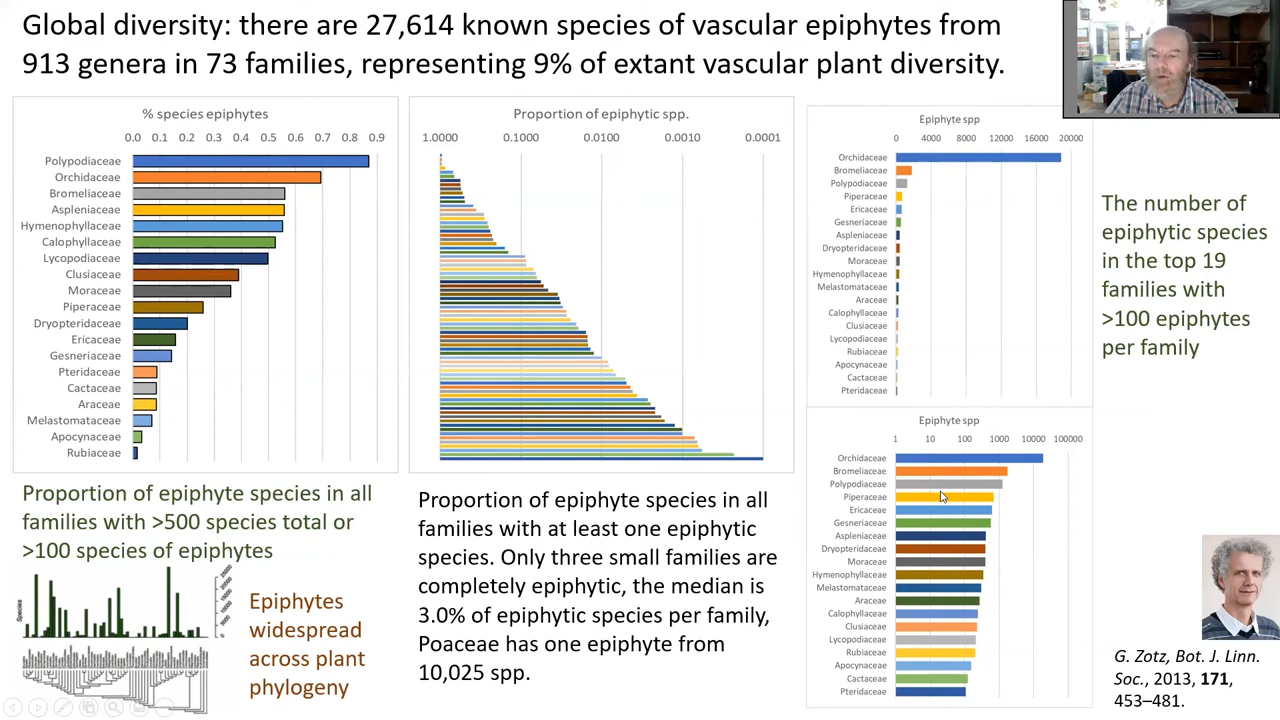 Global diversity: there are 27,614 known species of vascular epiphytes from
913 genera in 73 families, representing 9% of extant vascular plant diversity.
% species epiphytes
0.0 0.1 0.2 0.3 0.4 0.5 0.6 0.7 0.8 0.9
Polypodiaceae
Orchidaceae
Bromeliaceae
Aspleniaceae
Hymenophyllaceae
Calophyllaceae
Lycopodiaceae
Clusiaceae
Moraceae
Piperaceae
Dryopteridaceae
Ericaceae
Gesneriaceae
Pteridaceae
Cactaceae
Araceae
Melastomataceae
Apocynaceae
Rubiaceae
Proportion of epiphyte species in all
families with >500 species total or
>100 species of epiphytes
Species
Epiphytes
widespread
across plant
phylogeny
Proportion of epiphytic spp.
1.0000 0.1000 0.0100 0.0010 0.0001
Proportion of epiphyte species in all
families with at least one epiphytic
species. Only three small families are
completely epiphytic, the median is
3.0% of epiphytic species per family,
Poaceae has one epiphyte from
10,025 spp.
Epiphyte spp
0 4000 8000 12000 16000 20000
Orchidaceae
Bromeliaceae
Polypodiaceae
Piperaceae
Ericaceae
Gesneriaceae
Aspleniaceae
Dryopteridaceae
Moraceae
Hymenophyllaceae
Melastomataceae
Araceae
Calophyllaceae
Clusiaceae
Lycopodiaceae
Rubiaceae
Apocynaceae
Cactaceae
Pteridaceae
Epiphyte spp
1 10 100 1000 10000 100000
Orchidaceae
Bromeliaceae
Polypodiaceae
Piperaceae
Ericaceae
Gesneriaceae
Aspleniaceae
Dryopteridaceae
Moraceae
Hymenophyllaceae
Melastomataceae
Araceae
Calophyllaceae
Clusiaceae
Lycopodiaceae
Rubiaceae
Apocynaceae
Cactaceae
Pteridaceae
The number of
epiphytic species
in the top 19
families with
>100 epiphytes
per family
G. Zotz, Bot. J. Linn.
Soc., 2013, 171,
453–481.